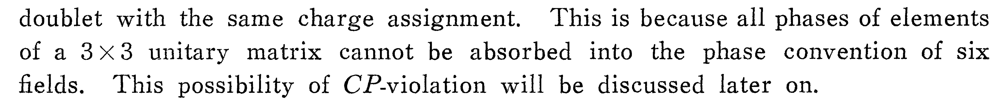 doublet with the same charge assignment. This is because all phases of elements
of a 3×3 unitary matrix cannot be absorbed into the phase convention of six
fields. This possibility of CP-violation will be discussed later on.